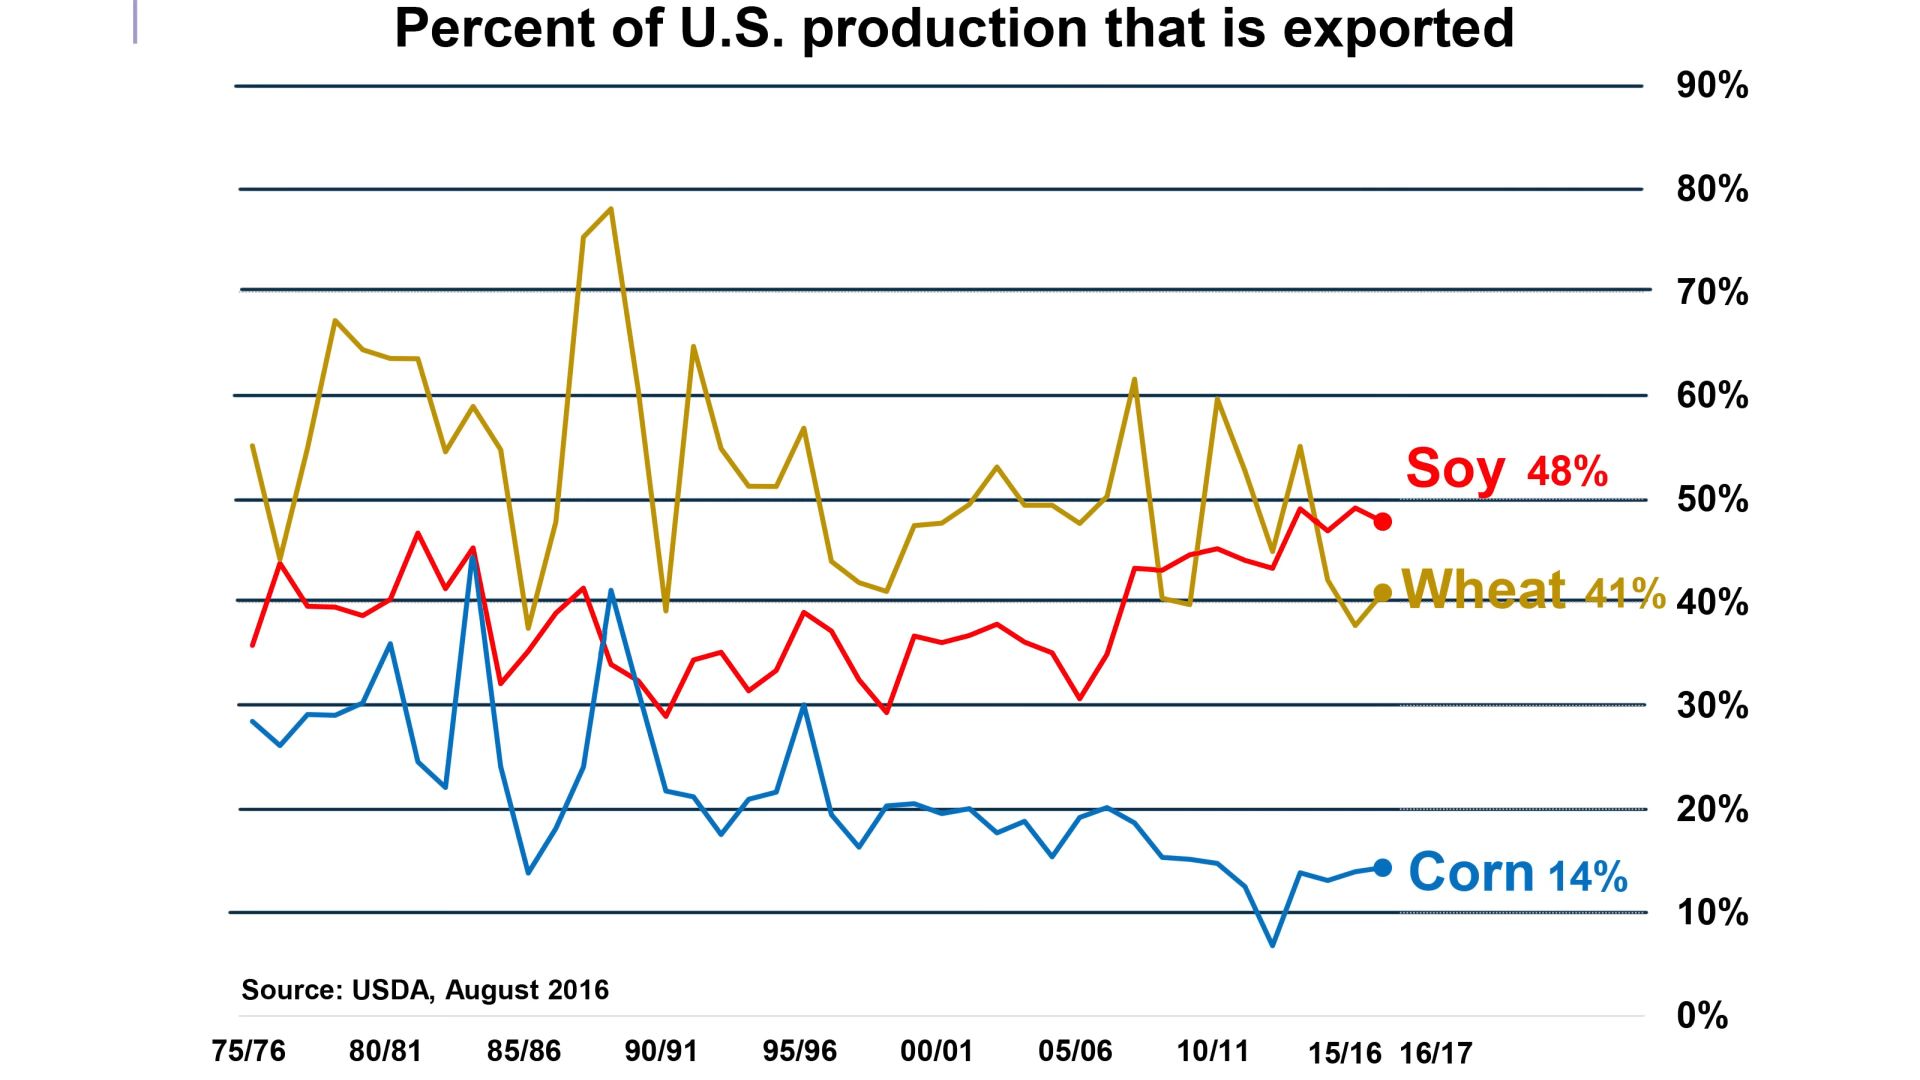 Percent of U.S. production that is exported
90%
80%
70%
60%
Soy 48%
50%
Wheat 41%
40%
30%
20%
Corn 14%
10%
Source: USDA, August 2016
0%
75/76 80/81 85/86 90/91 95/96 00/01 05/06 10/11 15/16 16/17